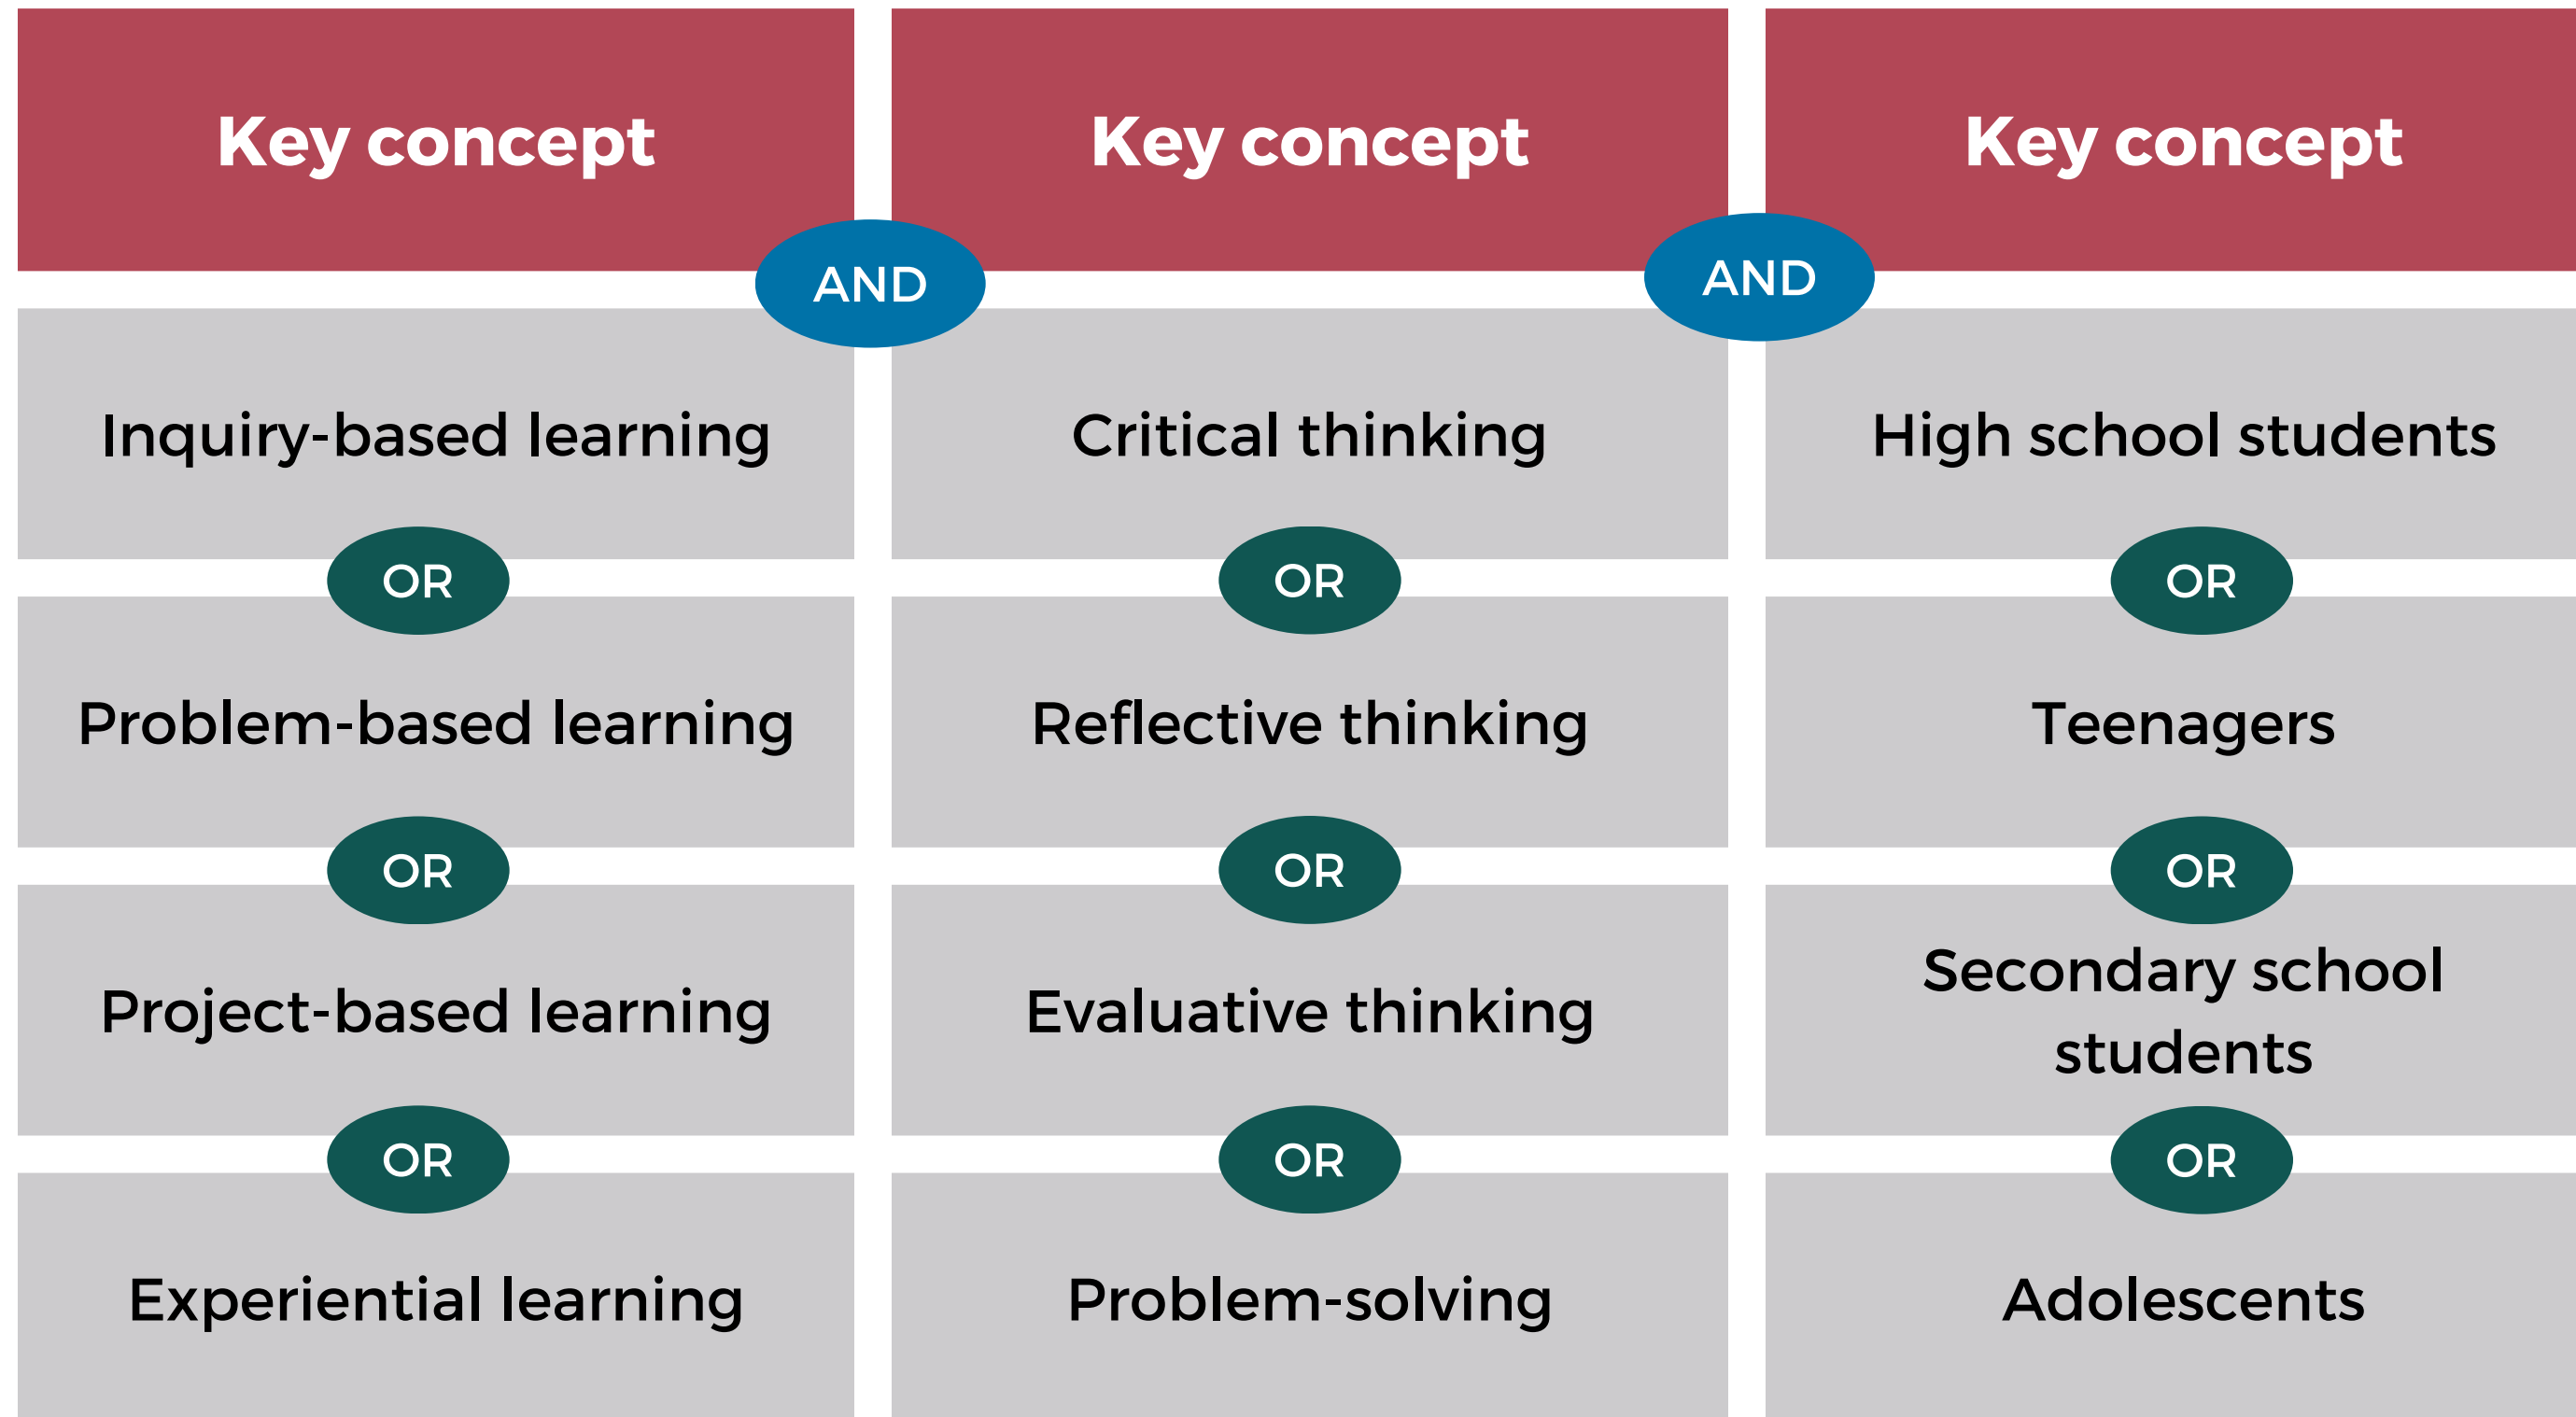 Key concept
Key concept
Key concept
AND
AND
Inquiry-based learning
Critical thinking
High school students
OR
OR
OR
Problem-based learning
Reflective thinking
Teenagers
OR
OR
OR
Project-based learning
Evaluative thinking
Secondary school
students
OR
OR
OR
Experiential learning
Problem-solving
Adolescents